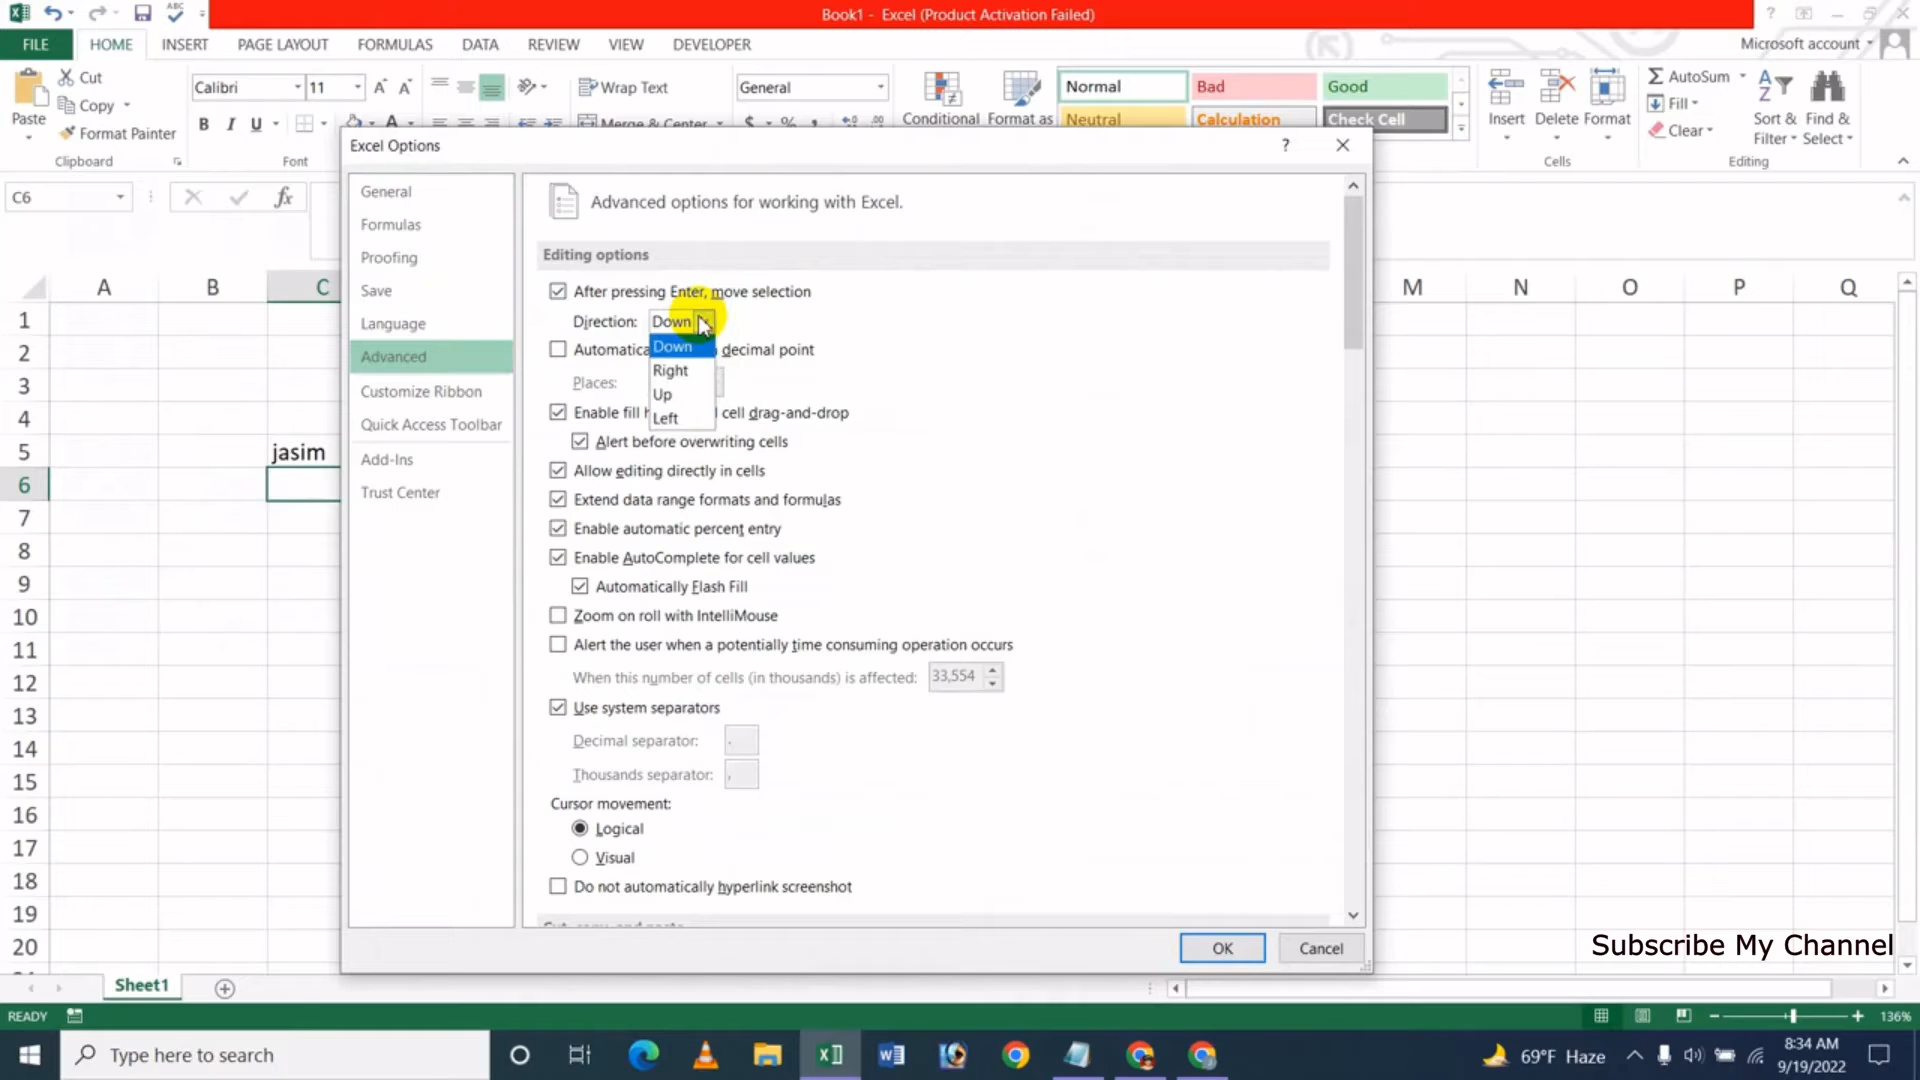 Book1 - Excel (Product Activation Failed)
FILE HOME INSERT PAGE LAYOUT FORMULAS DATA REVIEW VIEW DEVELOPER Microsoft account
Cut
Copy
Format Painter
Paste
Clipboard
Calibri 11
B I U
Font
Wrap Text
Merge & Center
General
Conditional Format as
Normal Bad Good
Neutral Calculation Check Cell
Insert Delete Format
Cells
AutoSum
Fill
Clear
Sort & Find &
Filter Select
Editing
C6
fx
Excel Options
General
Formulas
Proofing
Save
Language
Advanced
Customize Ribbon
Quick Access Toolbar
Add-Ins
Trust Center
Advanced options for working with Excel.
Editing options
After pressing Enter, move selection
Direction: Down
Down
Right
Up
Left
decimal point
Places:
Enable fill cell drag-and-drop
Alert before overwriting cells
Allow editing directly in cells
Extend data range formats and formulas
Enable automatic percent entry
Enable AutoComplete for cell values
Automatically Flash Fill
Zoom on roll with IntelliMouse
Alert the user when a potentially time consuming operation occurs
When this number of cells (in thousands) is affected: 33,554
Use system separators
Decimal separator: .
Thousands separator: ,
Cursor movement:
Logical
Visual
Do not automatically hyperlink screenshot
OK Cancel
A B C M N O P Q
1
2
3
4
5 jasim
6
7
8
9
10
11
12
13
14
15
16
17
18
19
20
Subscribe My Channel
Sheet1
READY 136%
Type here to search
69°F Haze
8:34 AM
9/19/2022